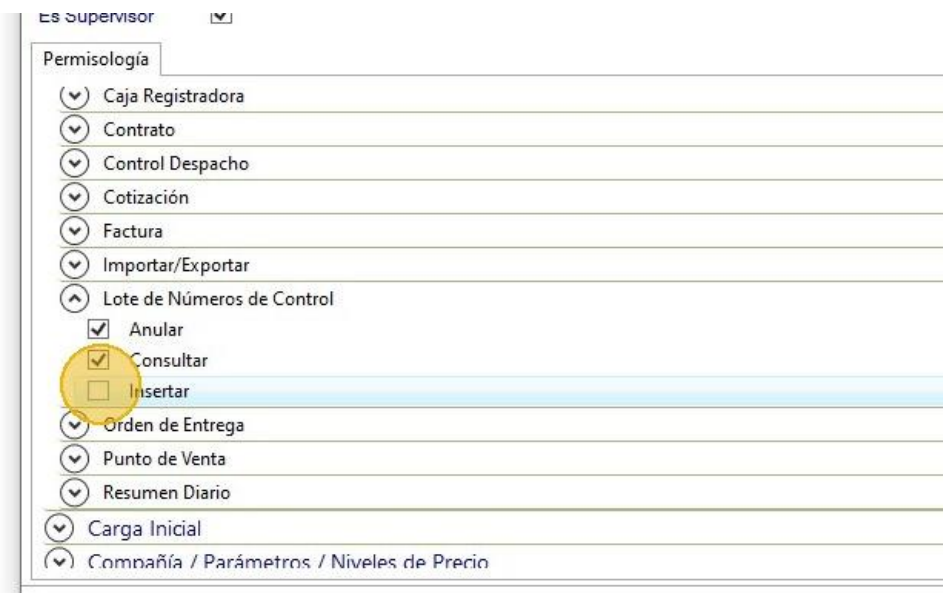 Es Supervisor
Permisología
Caja Registradora
Contrato
Control Despacho
Cotización
Factura
Importar/Exportar
Lote de Números de Control
Anular
Consultar
Insertar
Orden de Entrega
Punto de Venta
Resumen Diario
Carga Inicial
Compañía / Parámetros / Niveles de Precio